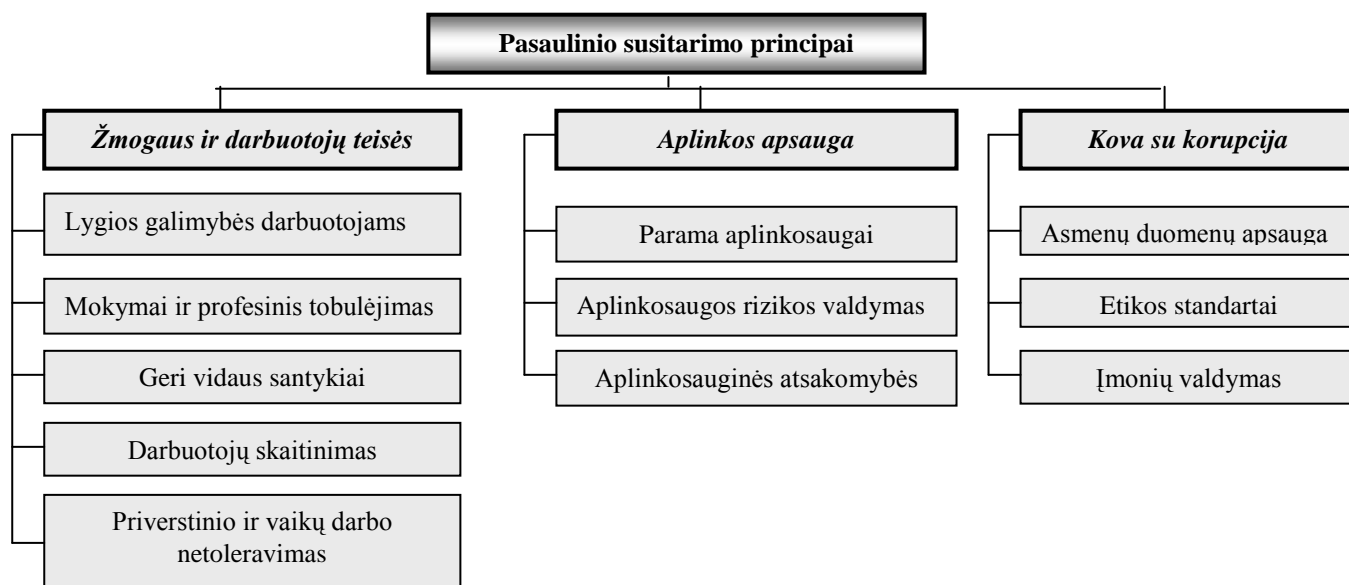 Pasaulinio susitarimo principai
Žmogaus ir darbuotojų teisės
Lygios galimybės darbuotojams
Mokymai ir profesinis tobulėjimas
Geri vidaus santykiai
Darbuotojų skaitinimas
Priverstinio ir vaikų darbo
netoleravimas
Aplinkos apsauga
Parama aplinkosaugai
Aplinkosaugos rizikos valdymas
Aplinkosauginės atsakomybės
Kova su korupcija
Asmenų duomenų apsauga
Etikos standartai
Įmonių valdymas